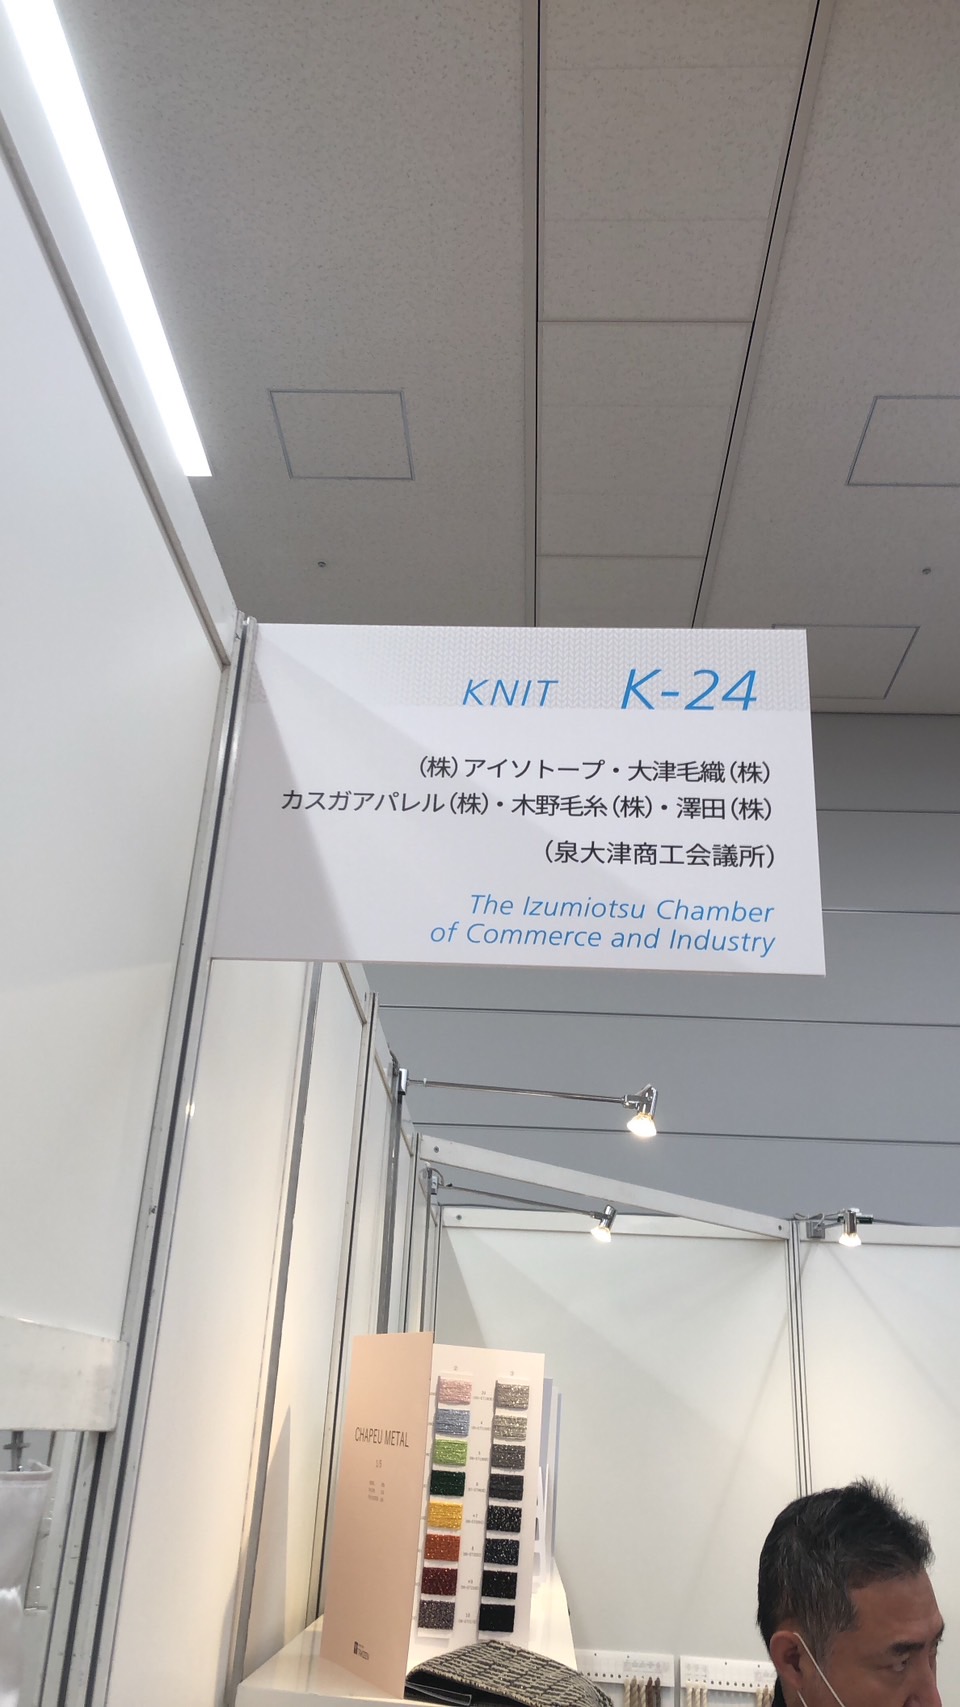 KNIT K-24
(株)アイソトープ・大津毛織(株)
カスガアパレル(株)・木野毛糸(株)・澤田(株)
(泉大津商工会議所)
The Izumiotsu Chamber
of Commerce and Industry
CHAPEU METAL